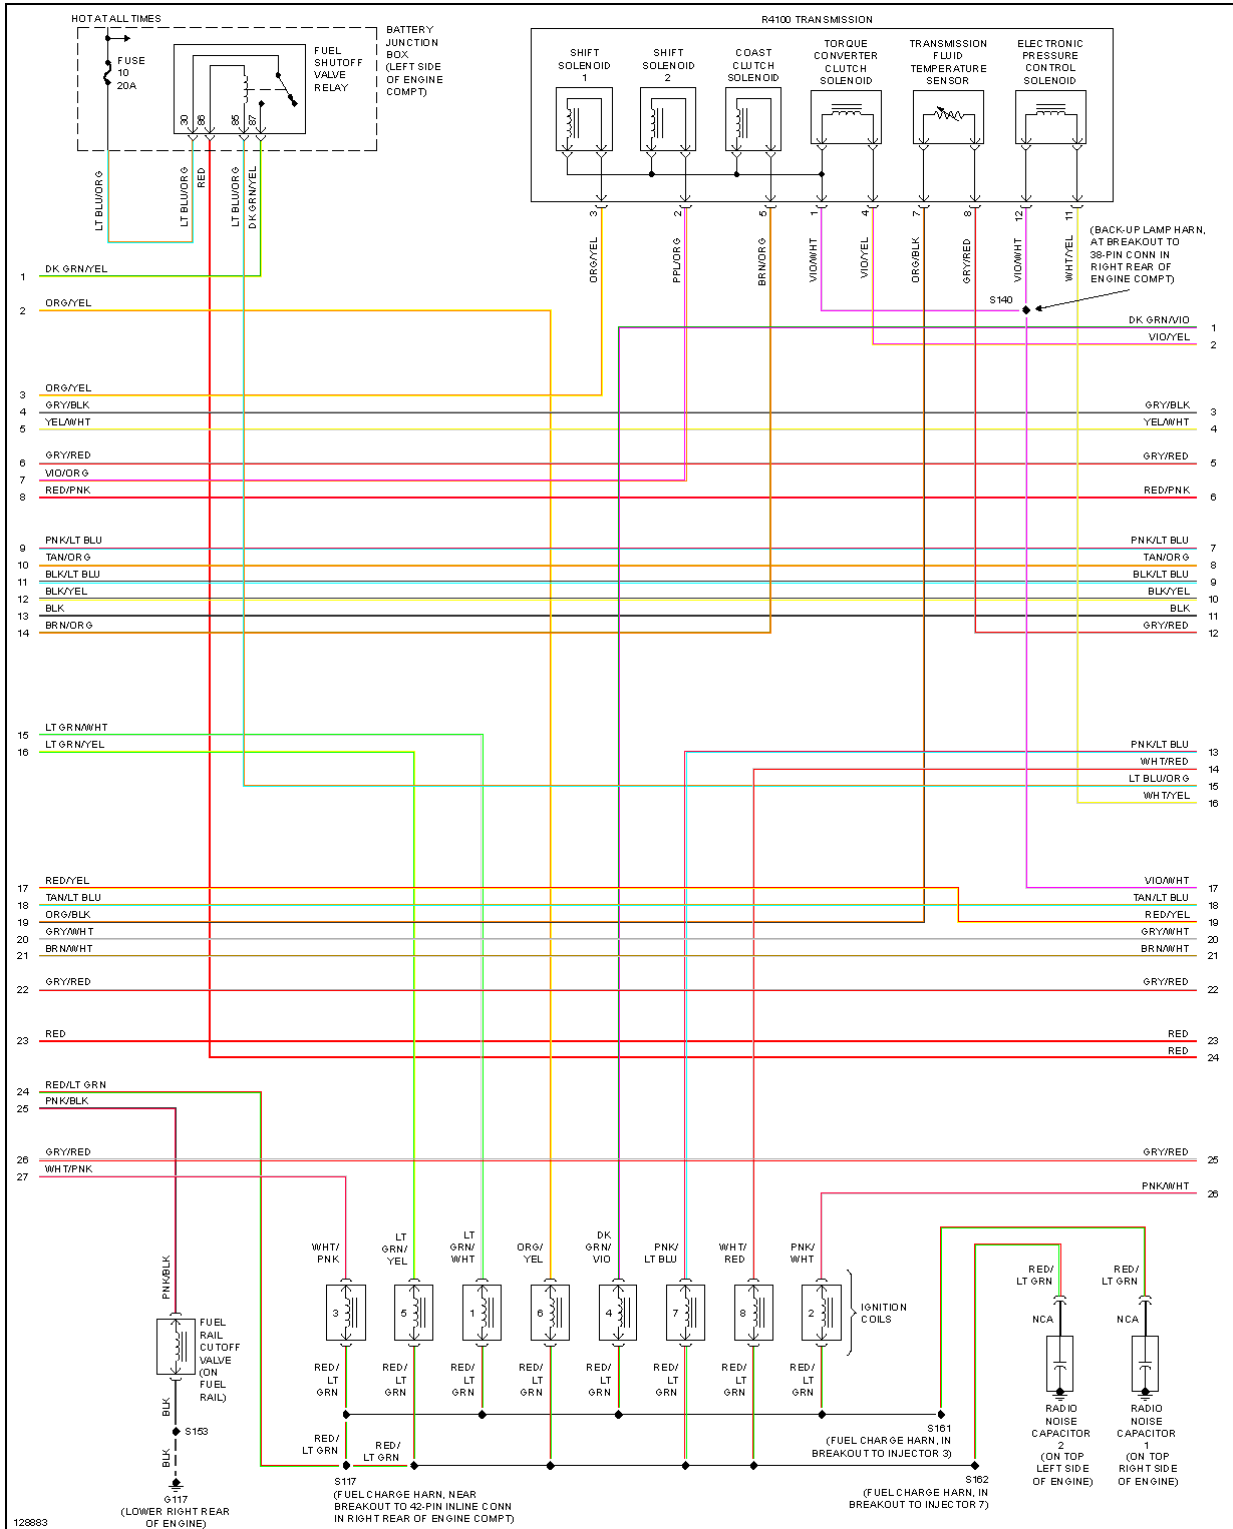 HOT AT ALL TIMES
BATTERY
JUNCTION
BOX
(LEFT SIDE
OF ENGINE
COMPT)
FUSE
10
20A
FUEL
SHUTOFF
VALVE
RELAY
30
86
85
87
LT BLU/ORG
LT BLU/ORG
RED
LT BLU/ORG
DK GRN/YEL
R4100 TRANSMISSION
SHIFT
SOLENOID
1
SHIFT
SOLENOID
2
COAST
CLUTCH
SOLENOID
TORQUE
CONVERTER
CLUTCH
SOLENOID
TRANSMISSION
FLUID
TEMPERATURE
SENSOR
ELECTRONIC
PRESSURE
CONTROL
SOLENOID
3
2
5
1
4
7
8
12
11
ORG/YEL
PPL/ORG
BRN/ORG
VIO/WHT
VIO/YEL
ORG/BLK
GRY/RED
VIO/WHT
WHT/YEL
(BACK-UP LAMP HARN,
AT BREAKOUT TO
38-PIN CONN IN
RIGHT REAR OF
ENGINE COMPT)
S140
1 DK GRN/YEL
2 ORG/YEL
DK GRN/VIO 1
VIO/YEL 2
3 ORG/YEL
4 GRY/BLK
GRY/BLK 3
5 YEL/WHT
YEL/WHT 4
6 GRY/RED
GRY/RED 5
7 VIO/ORG
8 RED/PNK
RED/PNK 6
9 PNK/LT BLU
PNK/LT BLU 7
10 TAN/ORG
TAN/ORG 8
11 BLK/LT BLU
BLK/LT BLU 9
12 BLK/YEL
BLK/YEL 10
13 BLK
BLK 11
14 BRN/ORG
GRY/RED 12
15 LT GRN/WHT
16 LT GRN/YEL
PNK/LT BLU 13
WHT/RED 14
LT BLU/ORG 15
WHT/YEL 16
17 RED/YEL
VIO/WHT 17
18 TAN/LT BLU
TAN/LT BLU 18
19 ORG/BLK
RED/YEL 19
20 GRY/WHT
GRY/WHT 20
21 BRN/WHT
BRN/WHT 21
22 GRY/RED
GRY/RED 22
23 RED
RED 23
RED 24
24 RED/LT GRN
25 PNK/BLK
26 GRY/RED
GRY/RED 25
27 WHT/PNK
PNK/WHT 26
PNK/BLK
WHT/
PNK
LT
GRN/
YEL
LT
GRN/
WHT
ORG/
YEL
DK
GRN/
VIO
PNK/
LT BLU
WHT/
RED
PNK/
WHT
RED/
LT GRN
RED/
LT GRN
NCA
NCA
3
5
1
6
4
7
8
2
IGNITION
COILS
FUEL
RAIL
CUTOFF
VALVE
(ON
FUEL
RAIL)
RED/
LT
GRN
RED/
LT
GRN
RED/
LT
GRN
RED/
LT
GRN
RED/
LT
GRN
RED/
LT
GRN
RED/
LT
GRN
RED/
LT
GRN
BLK
S153
BLK
G117
(LOWER RIGHT REAR
OF ENGINE)
RED/
LT GRN
RED/
LT GRN
S117
(FUEL CHARGE HARN, NEAR
BREAKOUT TO 42-PIN INLINE CONN
IN RIGHT REAR OF ENGINE COMPT)
S161
(FUEL CHARGE HARN, IN
BREAKOUT TO INJECTOR 3)
S162
(FUEL CHARGE HARN, IN
BREAKOUT TO INJECTOR 7)
RADIO
NOISE
CAPACITOR
2
(ON TOP
LEFT SIDE
OF ENGINE)
RADIO
NOISE
CAPACITOR
1
(ON TOP
RIGHT SIDE
OF ENGINE)
128883